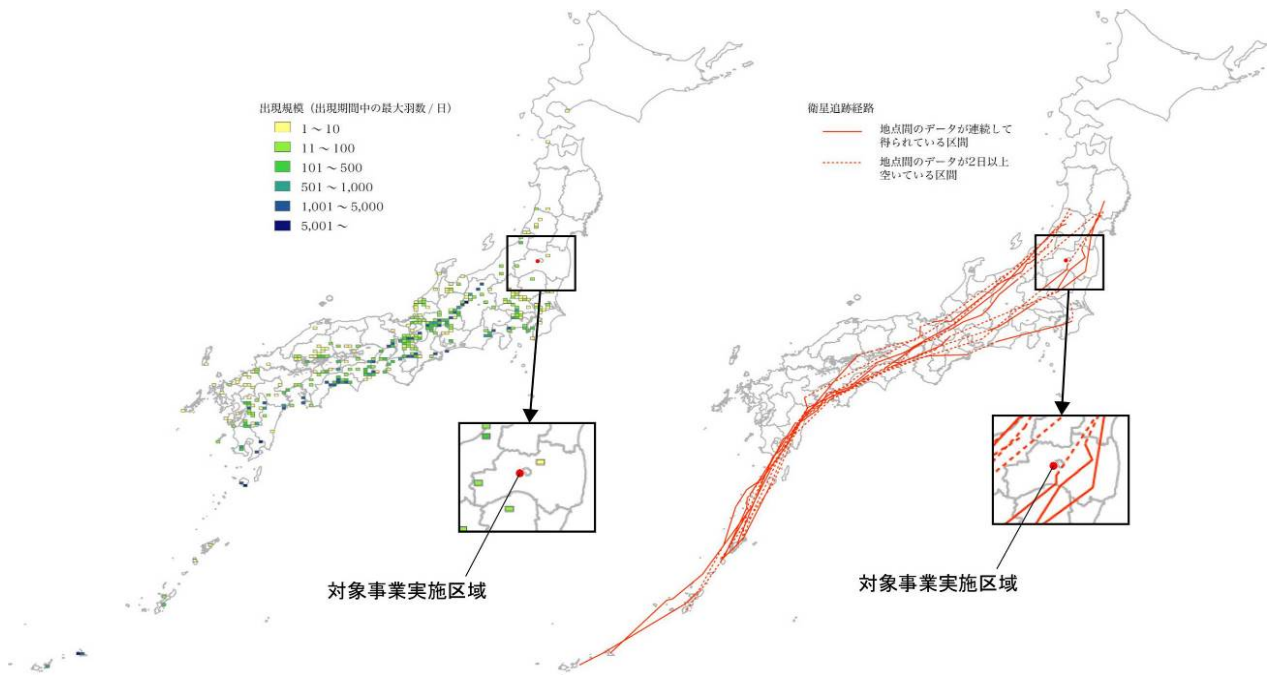 出現規模（出現期間中の最大羽数 / 日）
1～10
11～100
101～500
501～1,000
1,001～5,000
5,001～
対象事業実施区域
衛星追跡経路
地点間のデータが連続して
得られている区間
地点間のデータが2日以上
空いている区間
対象事業実施区域